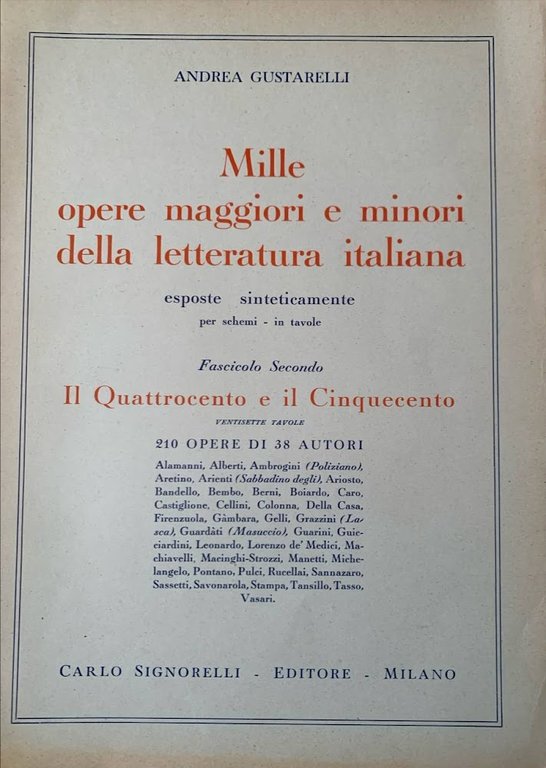 ANDREA GUSTARELLI
Mille
opere maggiori e minori
della letteratura italiana
esposte sinteticamente
per schemi - in tavole
Fascicolo Secondo
Il Quattrocento e il Cinquecento
VENTISETTE TAVOLE
210 OPERE DI 38 AUTORI
Alamanni, Alberti, Ambrogini (Poliziano),
Aretino, Arienti (Sabbadino degli), Ariosto,
Bandello, Bembo, Berni, Boiardo, Caro,
Castiglione, Cellini, Colonna, Della Casa,
Firenzuola, Gàmbara, Gelli, Grazzini (La-
sca), Guardàti (Masuccio), Guarini, Guic-
ciardini, Leonardo, Lorenzo de' Medici, Ma-
chiavelli, Macinghi-Strozzi, Manetti, Miche-
langelo, Pontano, Pulci, Rucellai, Sannazaro,
Sassetti, Savonarola, Stampa, Tansillo, Tasso,
Vasari.
CARLO SIGNORELLI - EDITORE - MILANO